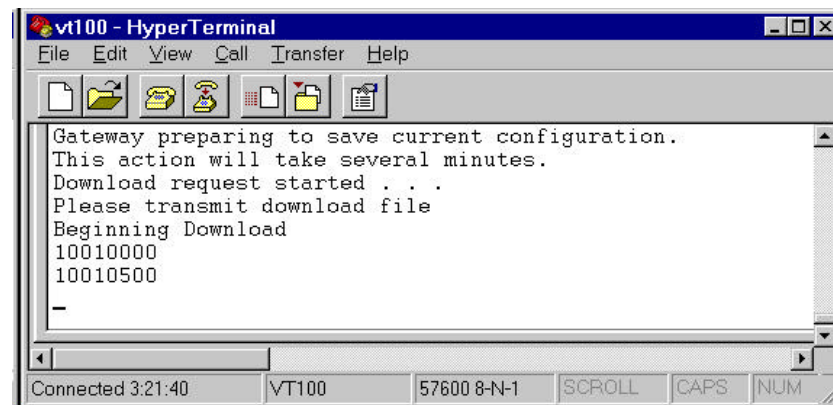 vt100 - HyperTerminal
File Edit View Call Transfer Help
Gateway preparing to save current configuration.
This action will take several minutes.
Download request started . . .
Please transmit download file
Beginning Download
10010000
10010500
Connected 3:21:40 VT100 57600 8-N-1 SCROLL CAPS NUM